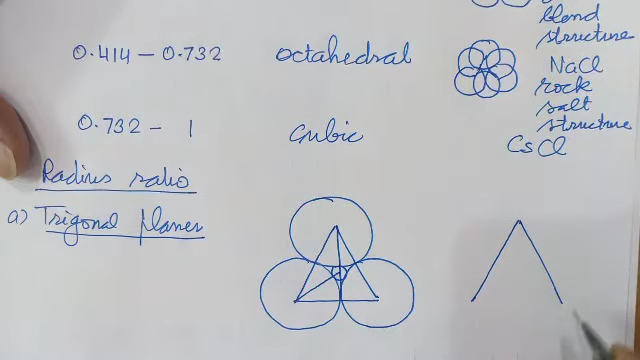 blend
structure
0.414 - 0.732 octahedral
NaCl
rock
salt
structure
0.732 - 1 cubic
CsCl
Radius ratio
a) Trigonal planer